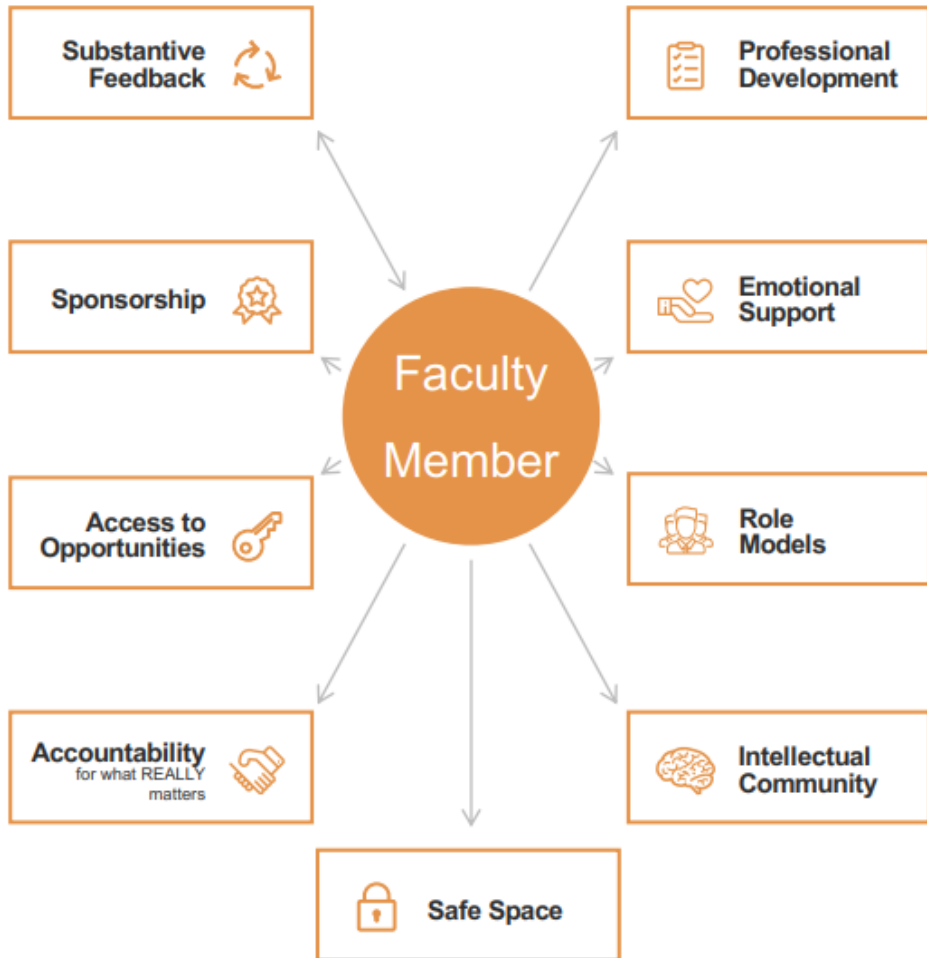 Substantive
Feedback
Professional
Development
Sponsorship
Emotional
Support
Faculty
Member
Access to
Opportunities
Role
Models
Accountability
for what REALLY
matters
Intellectual
Community
Safe Space